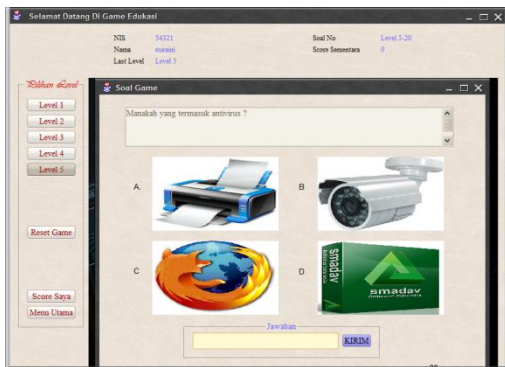 Selamat Datang Di Game Edukasi
NIS 54321 Soal No Level 5-20
Nama nuraini Score Sementara 0
Last Level Level 5
Pilihan Level
Level 1
Level 2
Level 3
Level 4
Level 5
Reset Game
Score Saya
Menu Utama
Soal Game
Manakah yang termasuk antivirus ?
A.
B
C
D
smadav
smadav
Jawaban
KIRIM